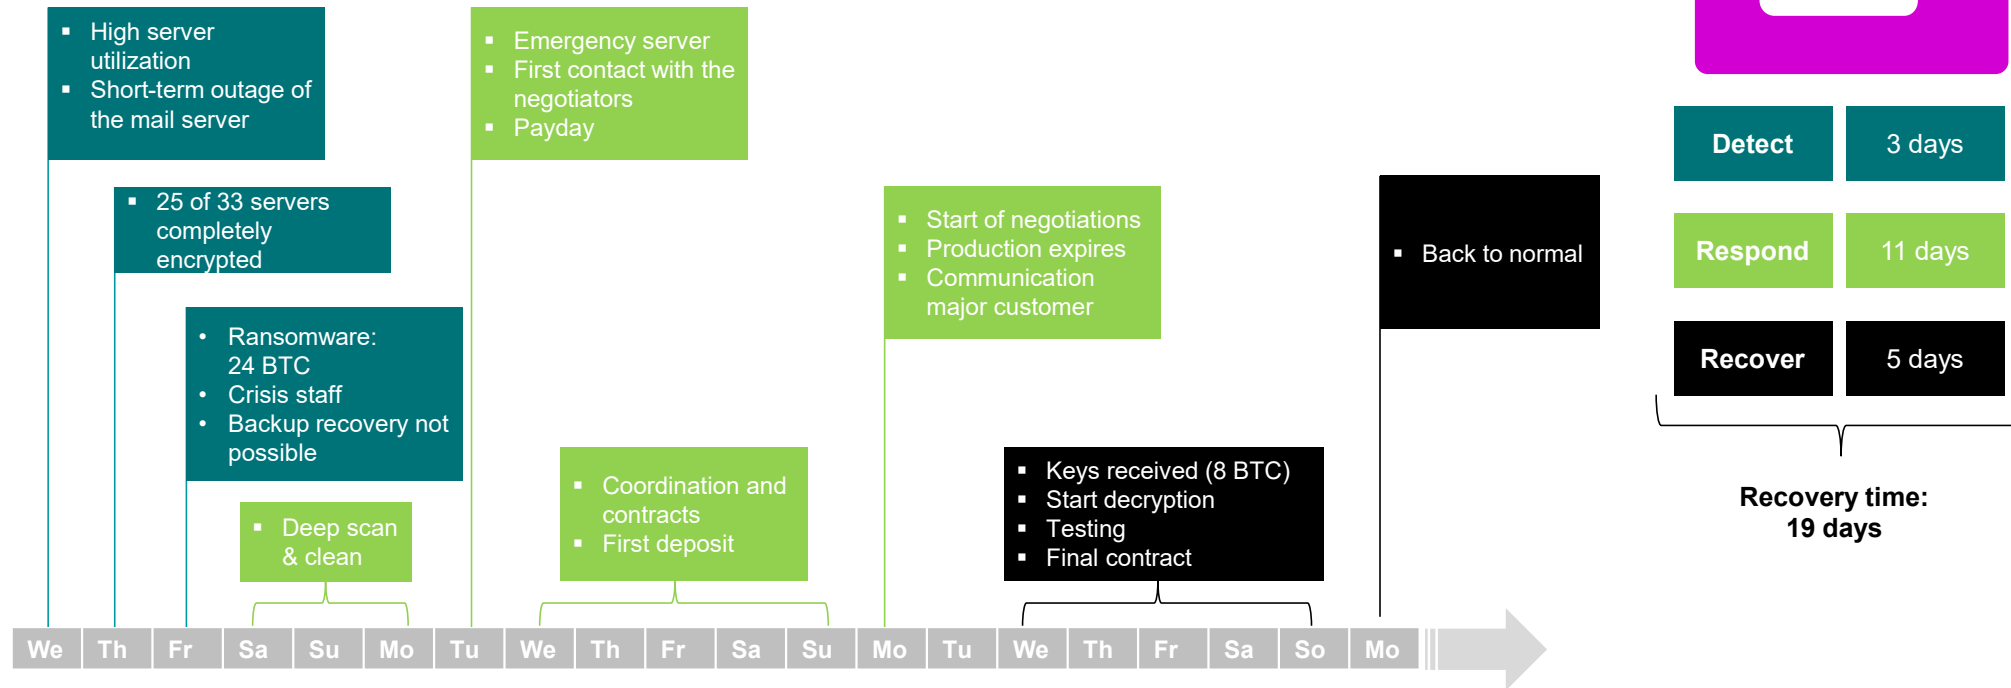 ▪ High server
utilization
▪ Short-term outage of
the mail server
▪ 25 of 33 servers
completely
encrypted
• Ransomware:
24 BTC
• Crisis staff
• Backup recovery not
possible
▪ Deep scan
& clean
▪ Emergency server
▪ First contact with the
negotiators
▪ Payday
▪ Coordination and
contracts
▪ First deposit
▪ Start of negotiations
▪ Production expires
▪ Communication
major customer
▪ Keys received (8 BTC)
▪ Start decryption
▪ Testing
▪ Final contract
▪ Back to normal
We Th Fr Sa Su Mo Tu We Th Fr Sa Su Mo Tu We Th Fr Sa So Mo
Detect 3 days
Respond 11 days
Recover 5 days
Recovery time:
19 days